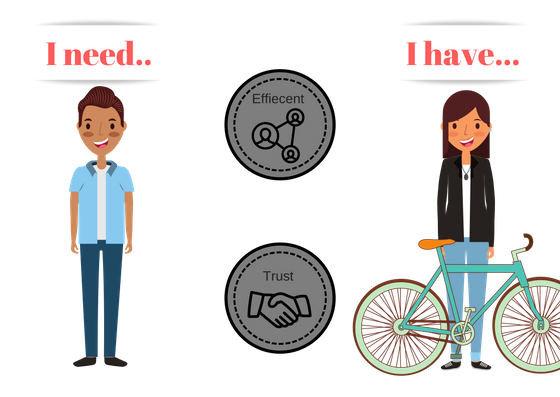 I need..
I have...
Effiecent
Trust